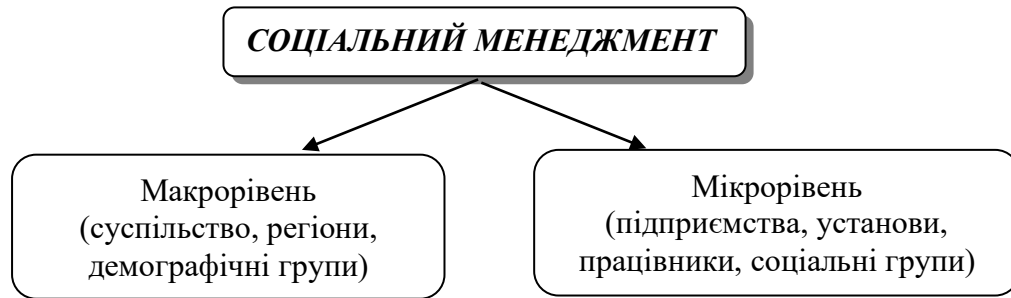 СОЦІАЛЬНИЙ МЕНЕДЖМЕНТ
Макрорівень
(суспільство, регіони,
демографічні групи)
Мікрорівень
(підприємства, установи,
працівники, соціальні групи)